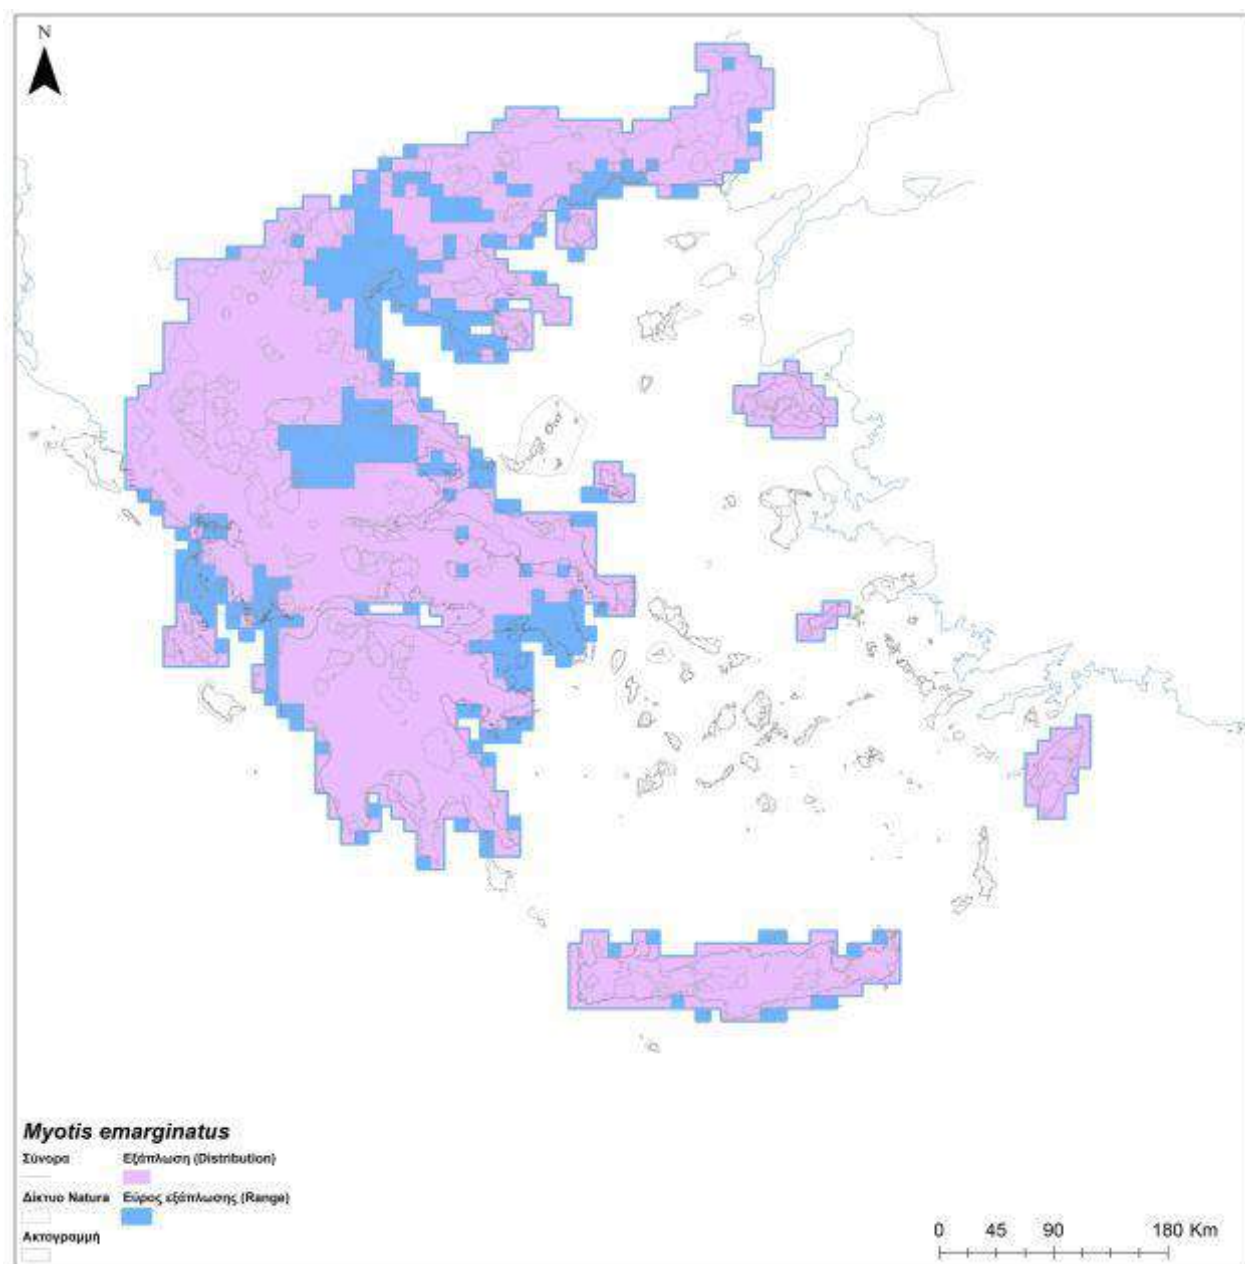 N
Myotis emarginatus
Σύνορα Εξάπλωση (Distribution)
Δίκτυο Natura Εύρος εξάπλωσης (Range)
Ακτογραμμή
0 45 90 180 Km